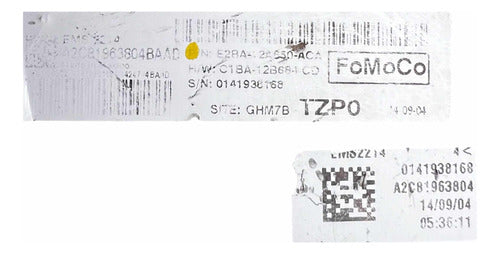 A2C81963804BAAD
P/N: E2BA-12A650-ACA
H/W: C1BA-12B684-CD
FoMoCo
S/N: 0141938168
SITE: GHM7B TZP0 14-09-04
0141938168
A2C81963804
14/09/04
05:36:11